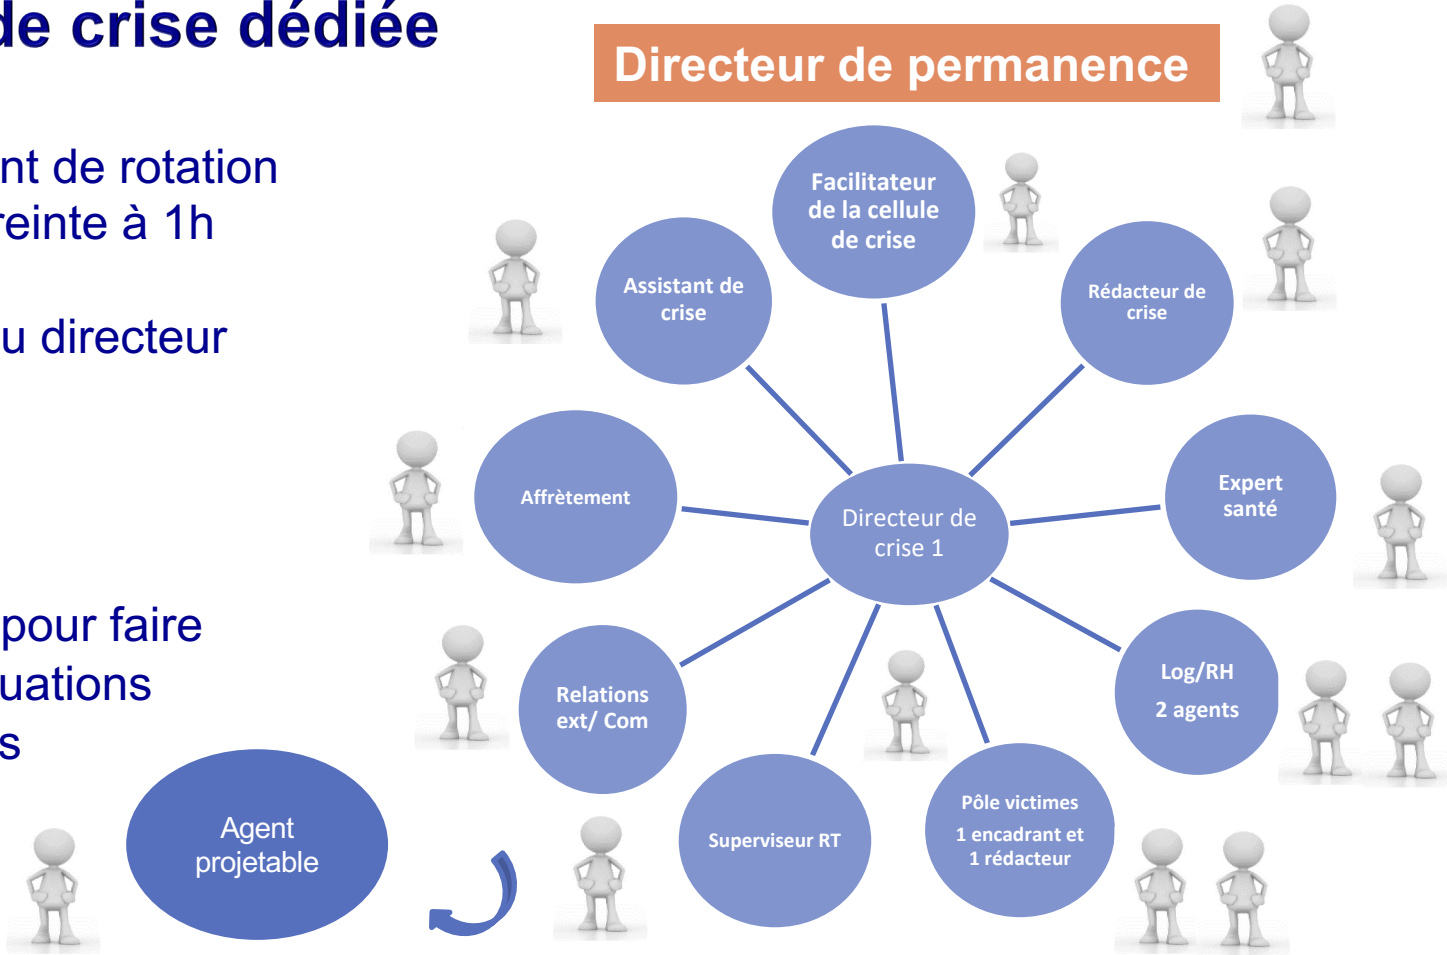 de crise dédiée
Directeur de permanence
nt de rotation
reinte à 1h
u directeur
pour faire
uations
s
Facilitateur
de la cellule
de crise
Assistant de
crise
Rédacteur de
crise
Affrètement
Expert
santé
Directeur de
crise 1
Relations
ext/ Com
Log/RH
2 agents
Superviseur RT
Pôle victimes
1 encadrant et
1 rédacteur
Agent
projetable